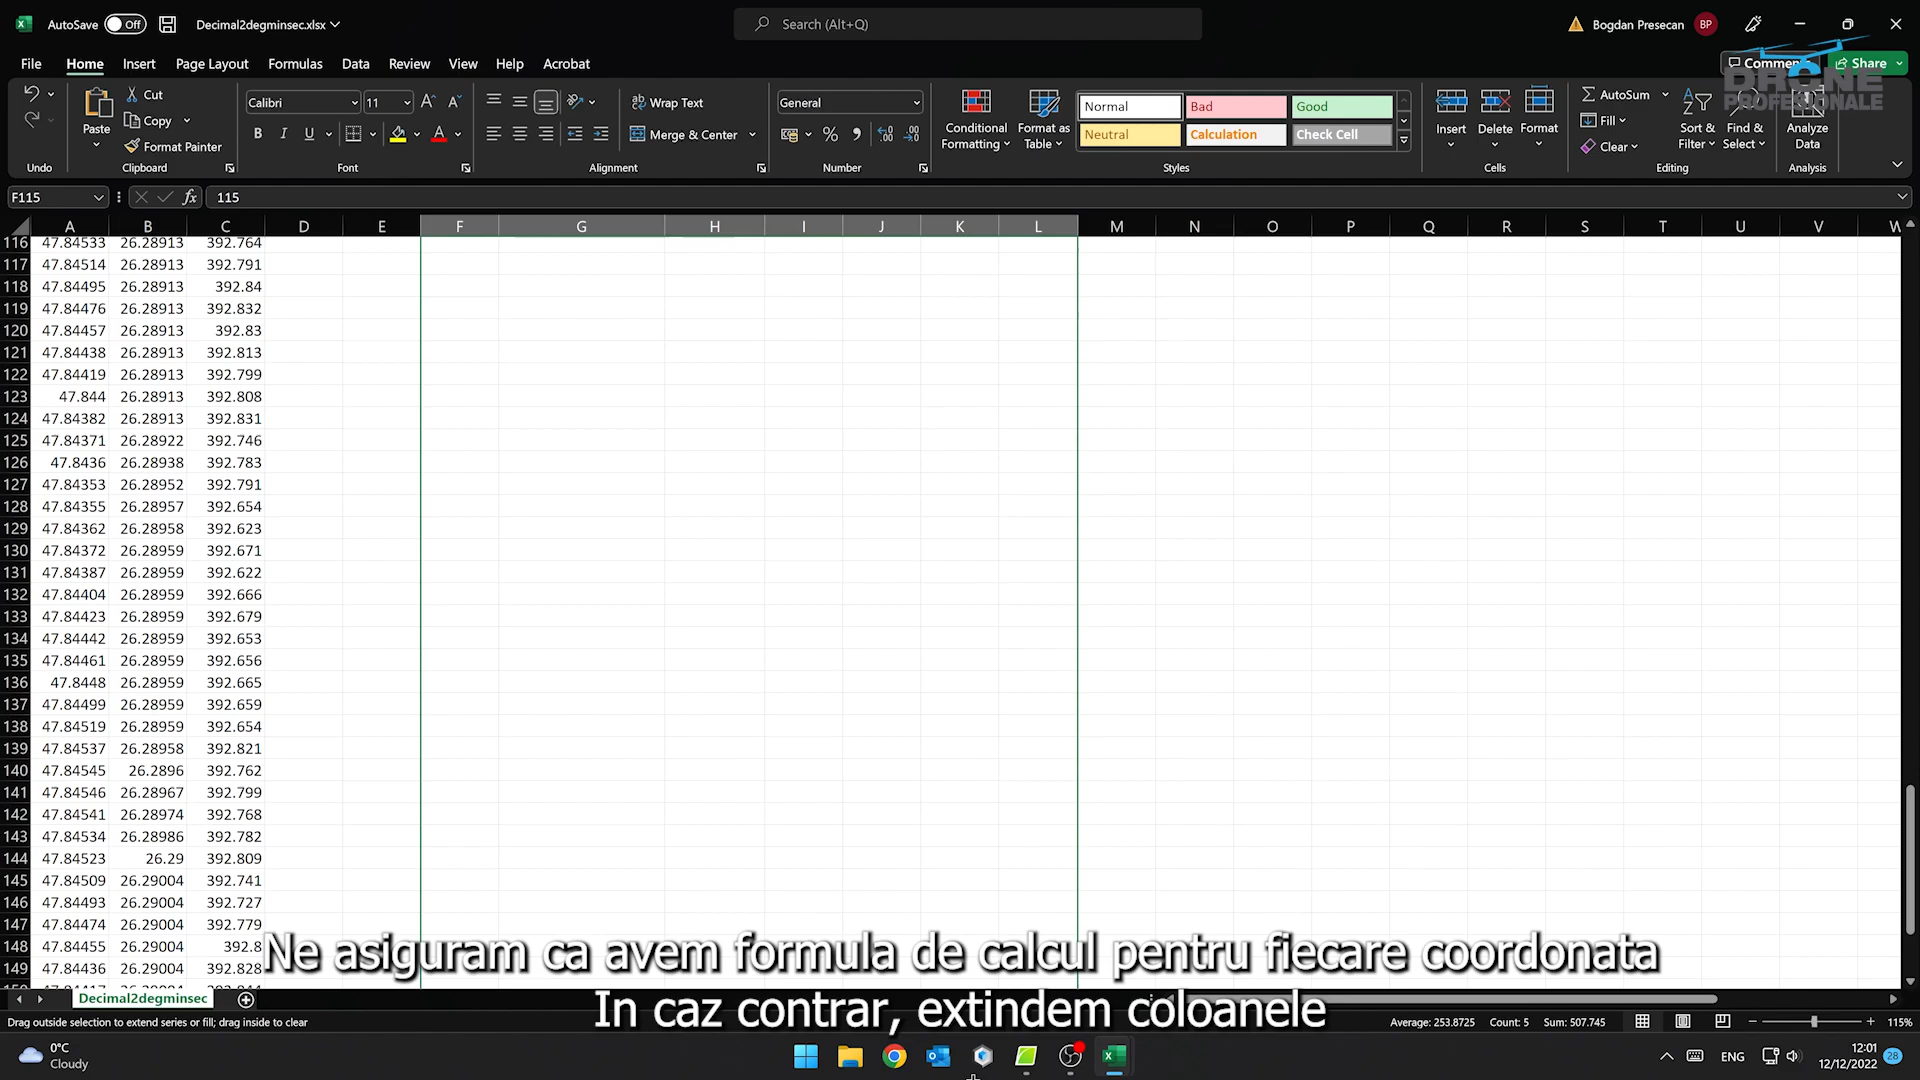 AutoSave Off Decimal2degminsec.xlsx Search (Alt+Q) Bogdan Presecan BP
File Home Insert Page Layout Formulas Data Review View Help Acrobat Comments Share
DRONE
PROFESIONALE
Cut Calibri 11 Wrap Text General Normal Bad Good AutoSum
Paste Copy Merge & Center Conditional Formatting Format as Table Neutral Calculation Check Cell Insert Delete Format Fill Sort & Filter Find & Select Analyze Data
Format Painter Clear
Undo Clipboard Font Alignment Number Styles Cells Editing Analysis
F115 fx 115
A B C D E F G H I J K L M N O P Q R S T U V W
116 47.84533 26.28913 392.764
117 47.84514 26.28913 392.791
118 47.84495 26.28913 392.84
119 47.84476 26.28913 392.832
120 47.84457 26.28913 392.83
121 47.84438 26.28913 392.813
122 47.84419 26.28913 392.799
123 47.844 26.28913 392.808
124 47.84382 26.28913 392.831
125 47.84371 26.28922 392.746
126 47.8436 26.28938 392.783
127 47.84353 26.28952 392.791
128 47.84355 26.28957 392.654
129 47.84362 26.28958 392.623
130 47.84372 26.28959 392.671
131 47.84387 26.28959 392.622
132 47.84404 26.28959 392.666
133 47.84423 26.28959 392.679
134 47.84442 26.28959 392.653
135 47.84461 26.28959 392.656
136 47.8448 26.28959 392.665
137 47.84499 26.28959 392.659
138 47.84519 26.28959 392.654
139 47.84537 26.28958 392.821
140 47.84545 26.2896 392.762
141 47.84546 26.28967 392.799
142 47.84541 26.28974 392.768
143 47.84534 26.28986 392.782
144 47.84523 26.29 392.809
145 47.84509 26.29004 392.741
146 47.84493 26.29004 392.727
147 47.84474 26.29004 392.779
148 47.84455 26.29004 392.8
149 47.84436 26.29004 392.828
Ne asiguram ca avem formula de calcul pentru fiecare coordonata
In caz contrar, extindem coloanele
Decimal2degminsec
Drag outside selection to extend series or fill; drag inside to clear Average: 253.8725 Count: 5 Sum: 507.745 115%
0°C
Cloudy
ENG 12:01
12/12/2022 28